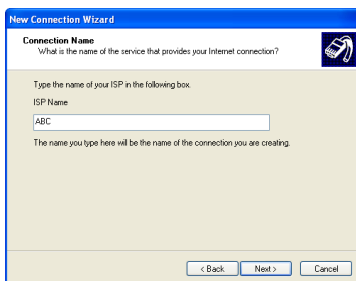 New Connection Wizard
Connection Name
What is the name of the service that provides your Internet connection?
Type the name of your ISP in the following box.
ISP Name
ABC
The name you type here will be the name of the connection you are creating.
< Back Next > Cancel